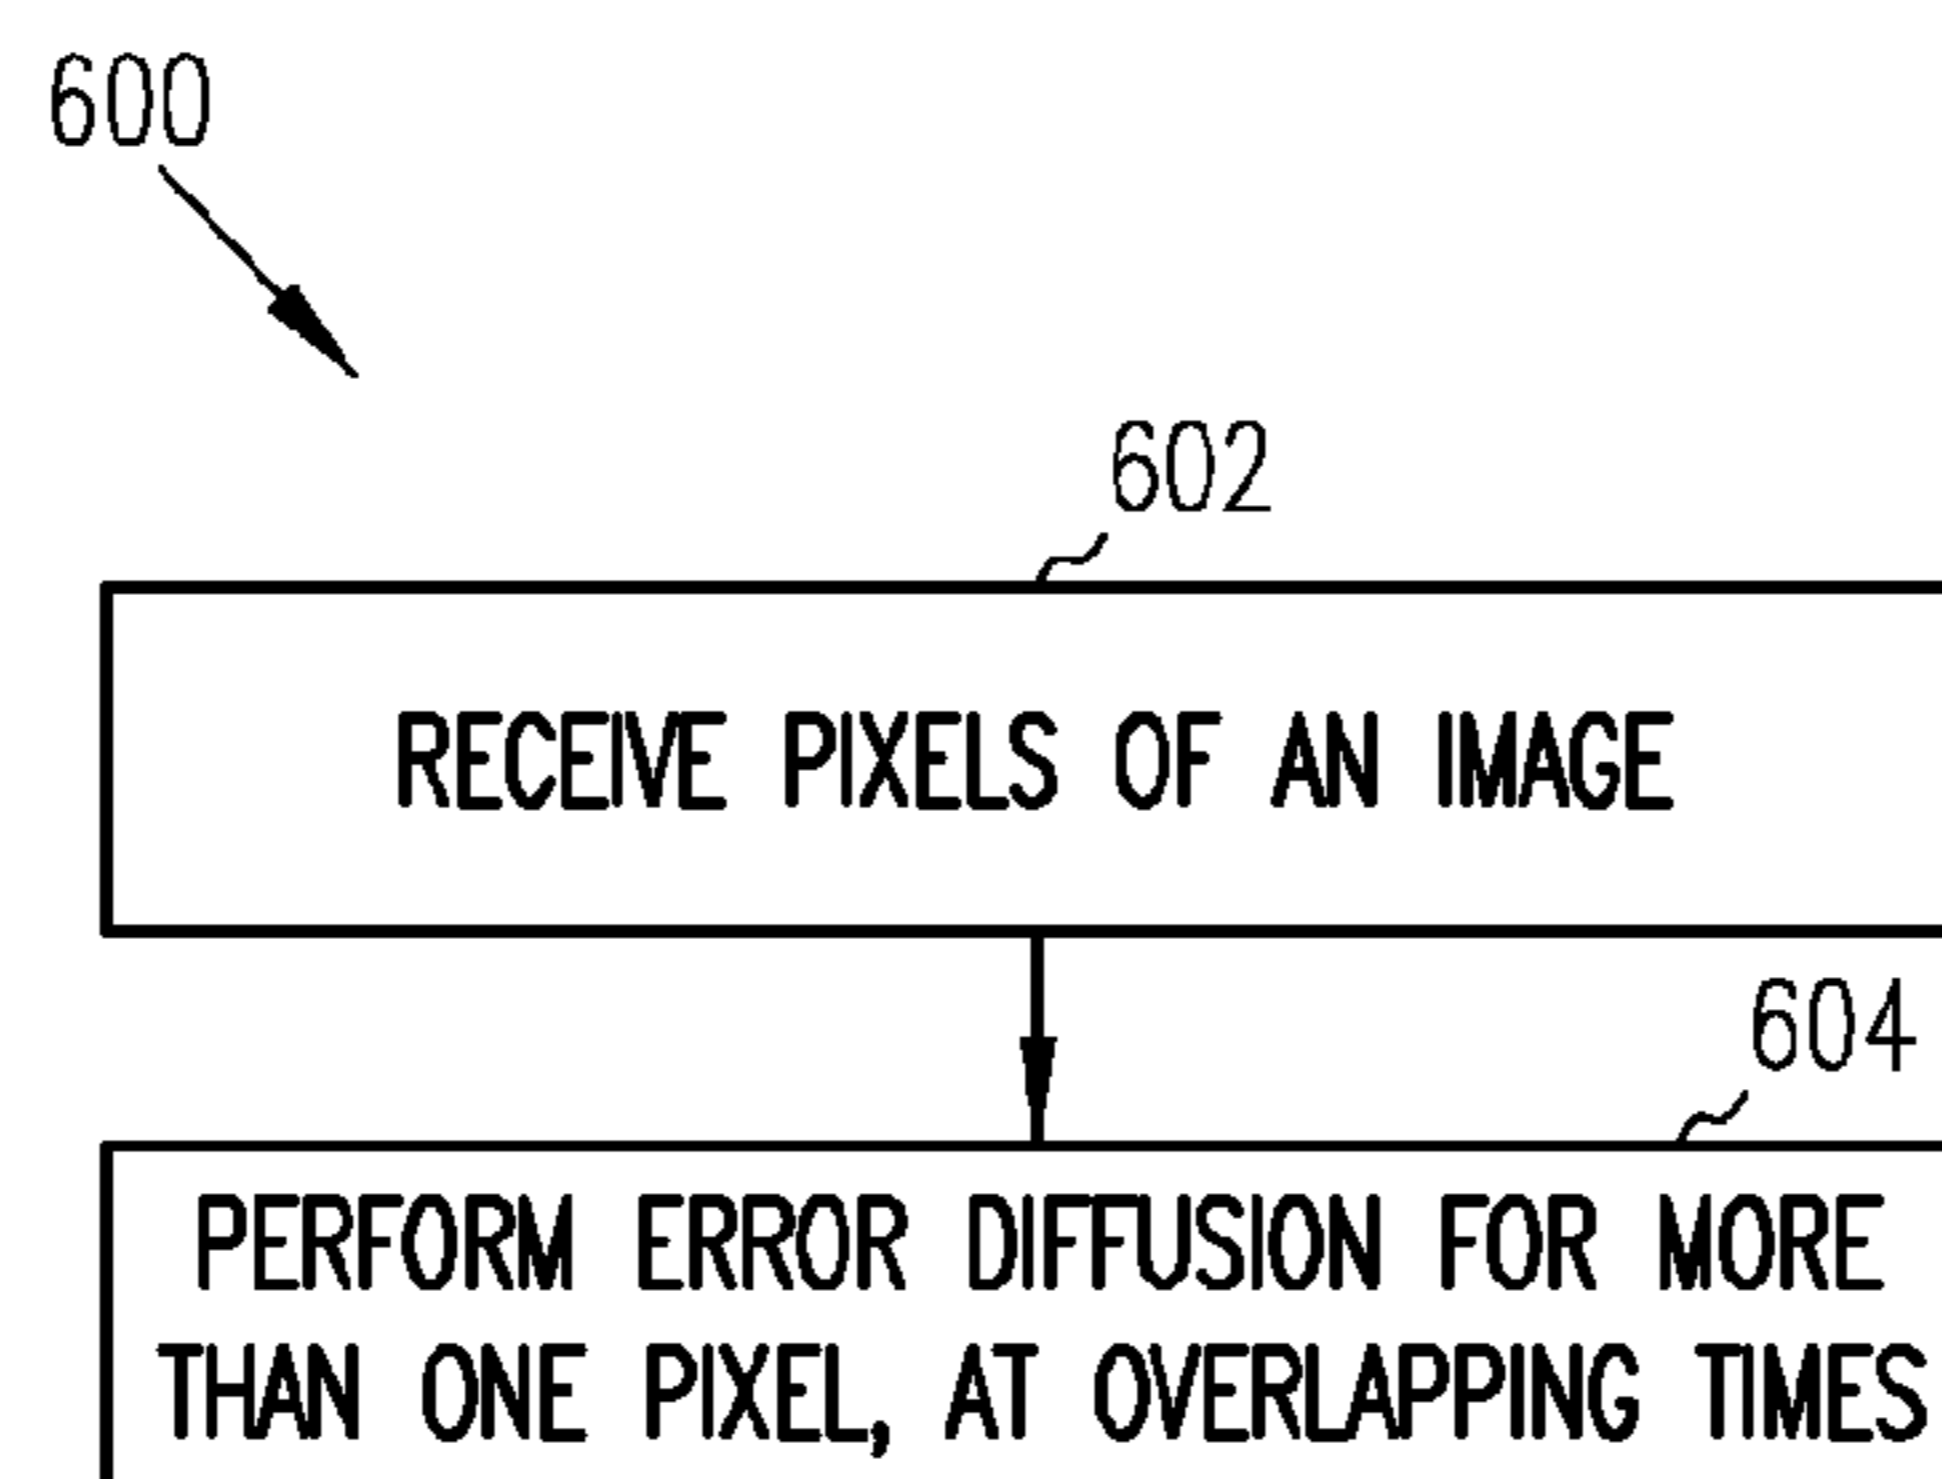 600
602
RECEIVE PIXELS OF AN IMAGE
604
PERFORM ERROR DIFFUSION FOR MORE
THAN ONE PIXEL, AT OVERLAPPING TIMES